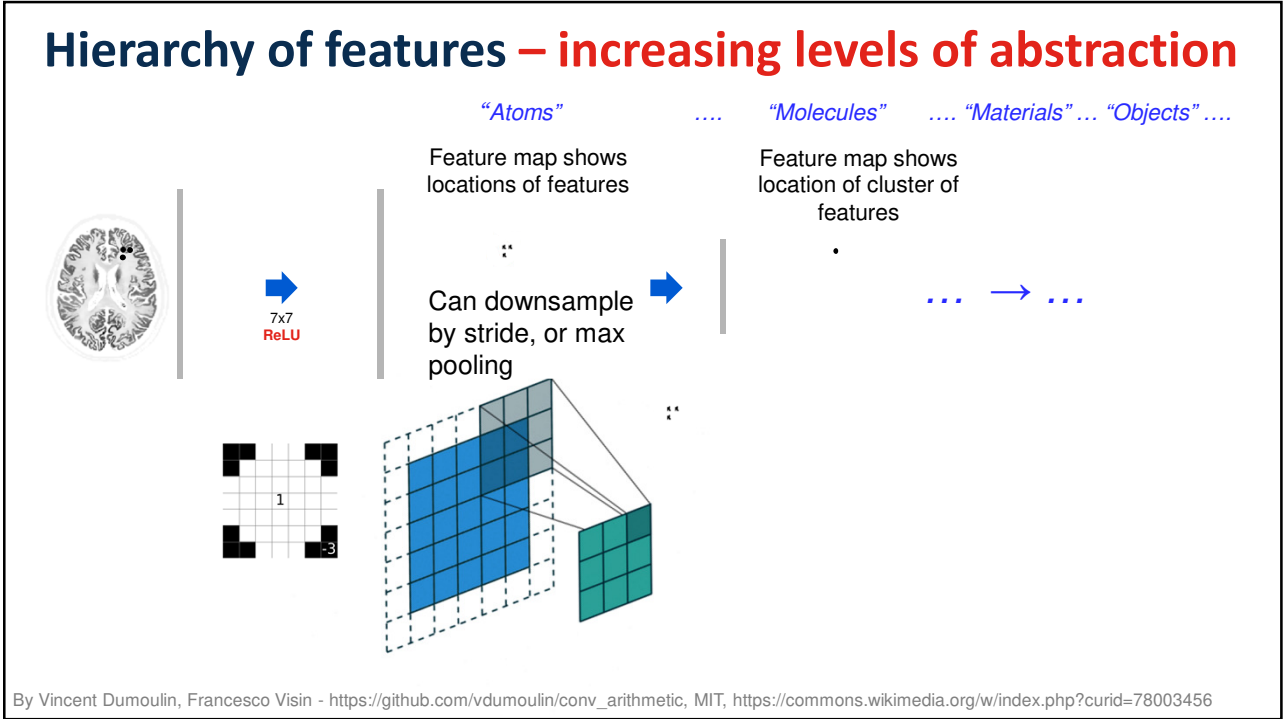 Hierarchy of features – increasing levels of abstraction
“Atoms” …. “Molecules” …. “Materials” … “Objects” ….
Feature map shows
locations of features
Feature map shows
location of cluster of
features
7x7
ReLU
Can downsample
by stride, or max
pooling
… → …
1
-3
By Vincent Dumoulin, Francesco Visin - https://github.com/vdumoulin/conv_arithmetic, MIT, https://commons.wikimedia.org/w/index.php?curid=78003456